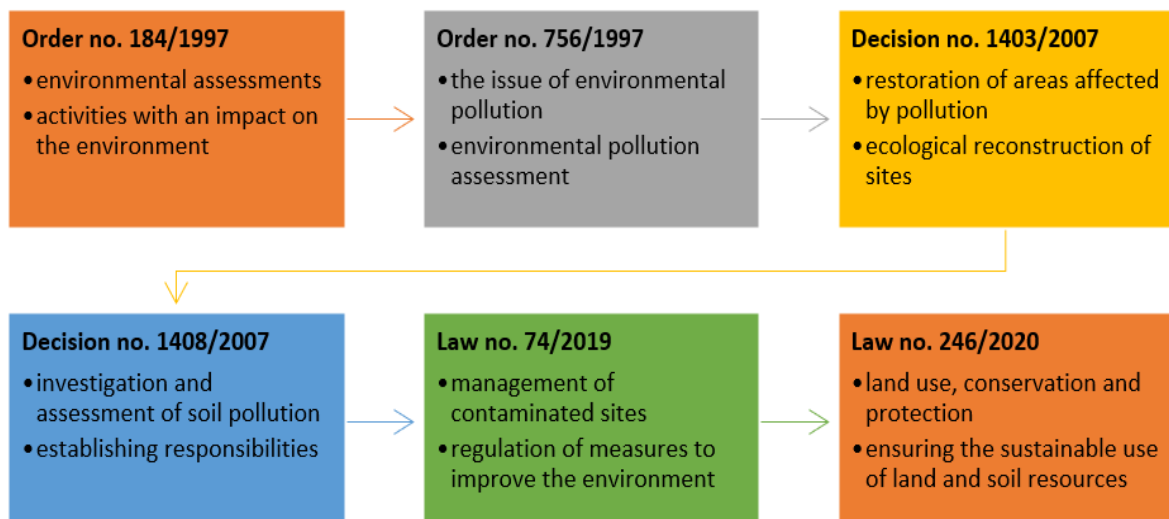 Order no. 184/1997
•environmental assessments
•activities with an impact on
the environment
Order no. 756/1997
•the issue of environmental
pollution
•environmental pollution
assessment
Decision no. 1403/2007
•restoration of areas affected
by pollution
•ecological reconstruction of
sites
Decision no. 1408/2007
•investigation and
assessment of soil pollution
•establishing responsibilities
Law no. 74/2019
•management of
contaminated sites
•regulation of measures to
improve the environment
Law no. 246/2020
•land use, conservation and
protection
•ensuring the sustainable use
of land and soil resources